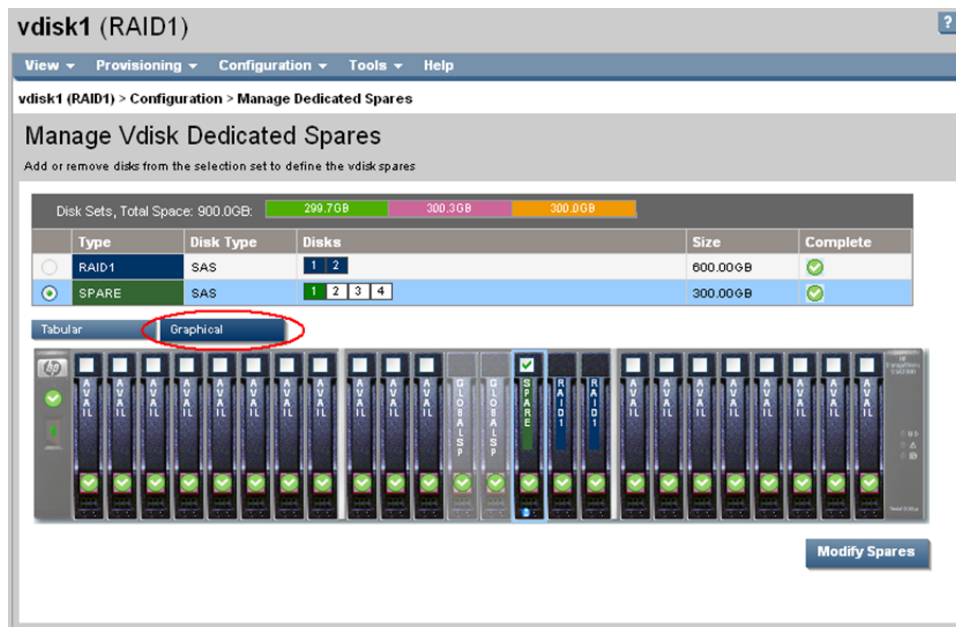 vdisk1 (RAID1)
?
View Provisioning Configuration Tools Help
vdisk1 (RAID1) > Configuration > Manage Dedicated Spares
Manage Vdisk Dedicated Spares
Add or remove disks from the selection set to define the vdisk spares
Disk Sets, Total Space: 900.0GB: 299.7GB 300.3GB 300.0GB
Type Disk Type Disks Size Complete
RAID1 SAS 1 2 600.00GB
SPARE SAS 1 2 3 4 300.00GB
Tabular Graphical
hp
1
AVAIL AVAIL AVAIL AVAIL AVAIL AVAIL AVAIL AVAIL AVAIL AVAIL AVAIL AVAIL GLOBALSP GLOBALSP SPARE RAID1 RAID1 AVAIL AVAIL AVAIL AVAIL AVAIL AVAIL AVAIL AVAIL
Modify Spares